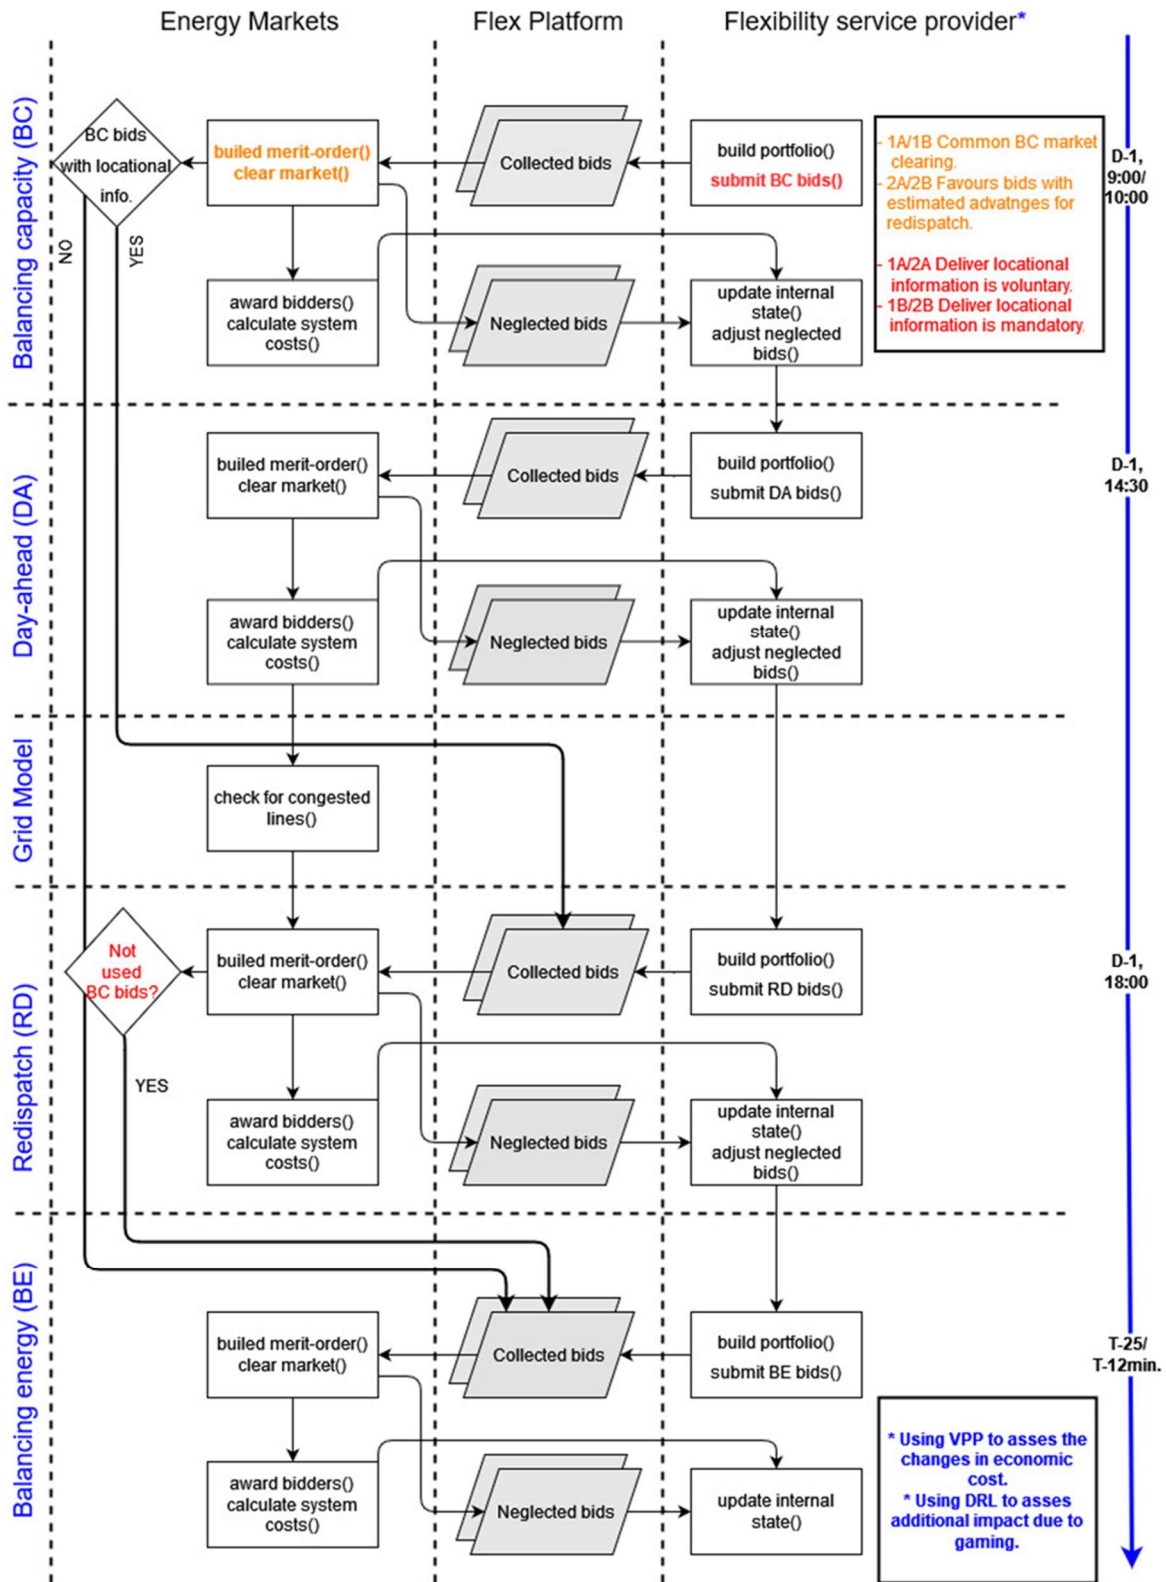 Energy Markets
Flex Platform
Flexibility service provider*
Balancing capacity (BC)
BC bids
with locational
info.
NO
YES
builed merit-order()
clear market()
Collected bids
build portfolio()
submit BC bids()
- 1A/1B Common BC market
clearing.
- 2A/2B Favours bids with
estimated advatnges for
redispatch.
- 1A/2A Deliver locational
information is voluntary.
- 1B/2B Deliver locational
information is mandatory.
D-1,
9:00/
10:00
award bidders()
calculate system
costs()
Neglected bids
update internal
state()
adjust neglected
bids()
Day-ahead (DA)
builed merit-order()
clear market()
Collected bids
build portfolio()
submit DA bids()
D-1,
14:30
award bidders()
calculate system
costs()
Neglected bids
update internal
state()
adjust neglected
bids()
Grid Model
check for congested
lines()
Redispatch (RD)
Not
used
BC bids?
YES
builed merit-order()
clear market()
Collected bids
build portfolio()
submit RD bids()
D-1,
18:00
award bidders()
calculate system
costs()
Neglected bids
update internal
state()
adjust neglected
bids()
Balancing energy (BE)
builed merit-order()
clear market()
Collected bids
build portfolio()
submit BE bids()
T-25/
T-12min.
award bidders()
calculate system
costs()
Neglected bids
update internal
state()
* Using VPP to asses the
changes in economic
cost.
* Using DRL to asses
additional impact due to
gaming.